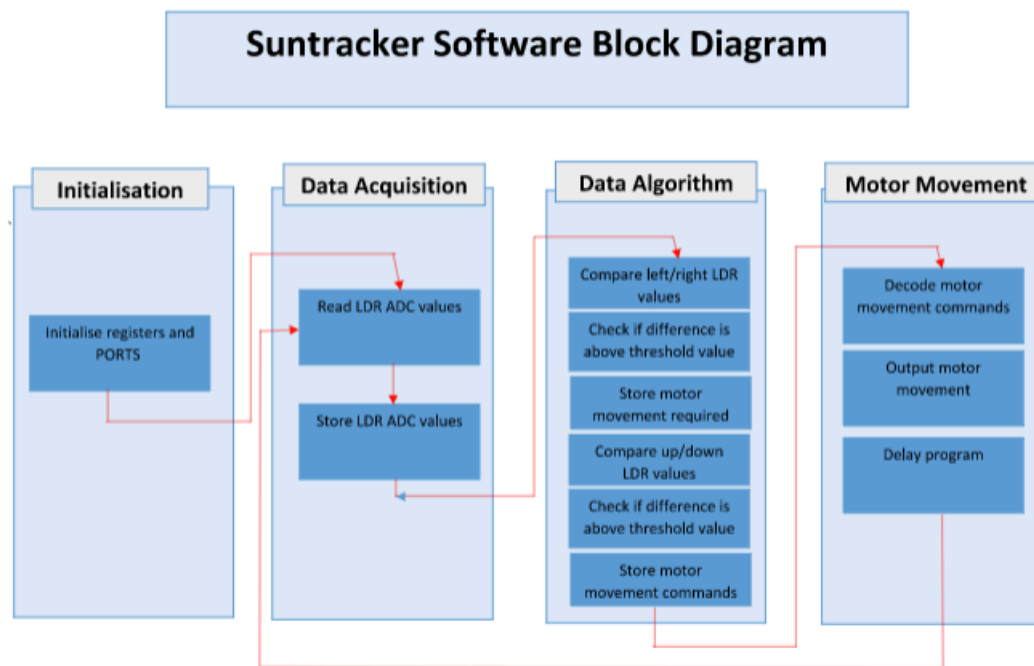 Suntracker Software Block Diagram
Initialisation
Initialise registers and
PORTS
Data Acquisition
Read LDR ADC values
Store LDR ADC values
Data Algorithm
Compare left/right LDR
values
Check if difference is
above threshold value
Store motor
movement required
Compare up/down
LDR values
Check if difference is
above threshold value
Store motor
movement commands
Motor Movement
Decode motor
movement commands
Output motor
movement
Delay program